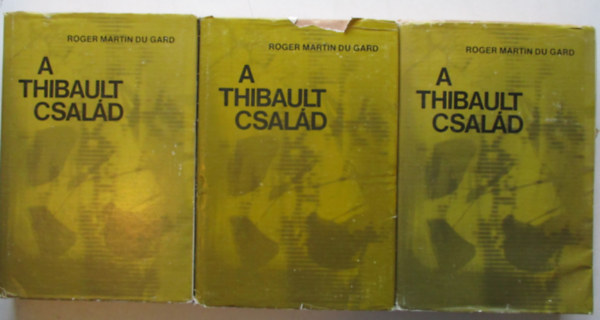 ROGER MARTIN DU GARD
A
THIBAULT
CSALÁD
ROGER MARTIN DU GARD
A
THIBAULT
CSALÁD
ROGER MARTIN DU GARD
A
THIBAULT
CSALÁD